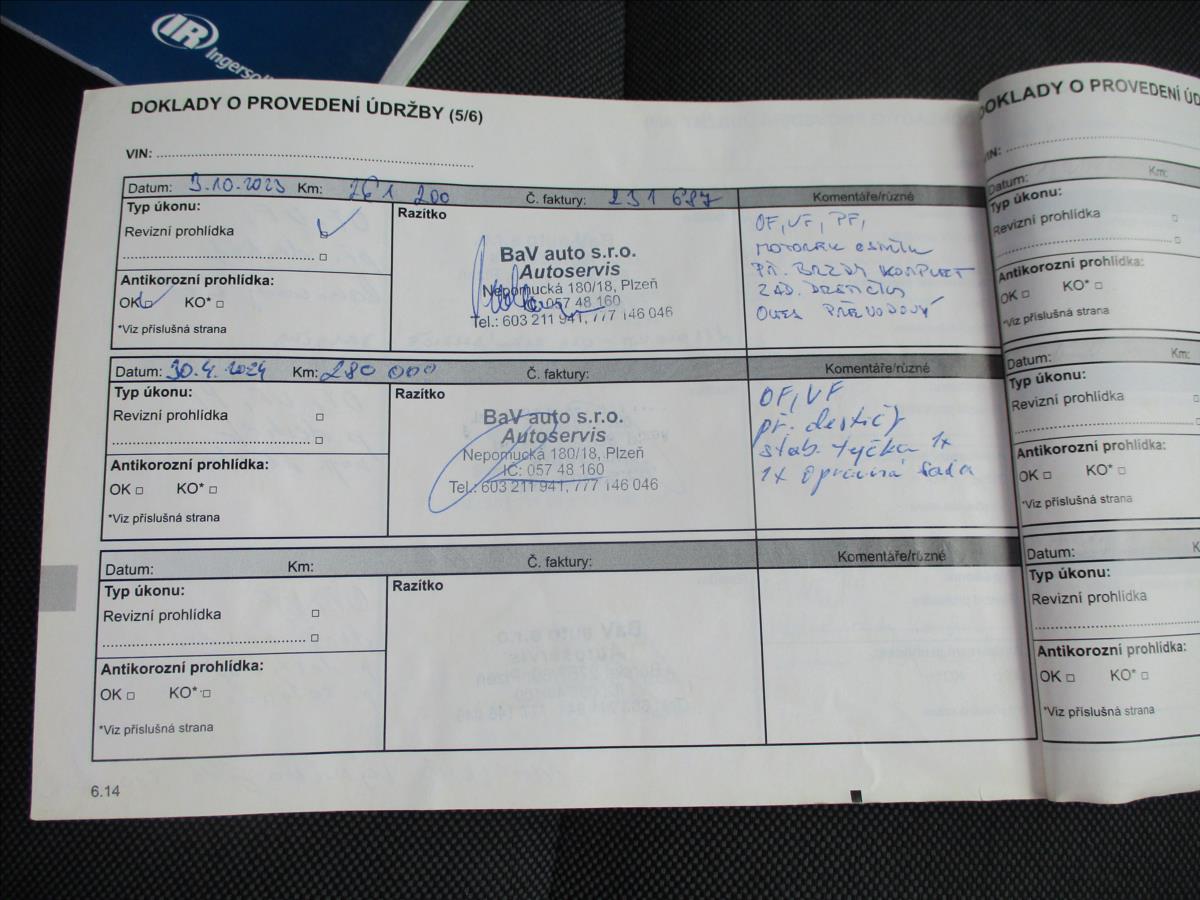 IR
Ingersoll
DOKLADY O PROVEDENÍ ÚDRŽBY (5/6)
VIN:
Datum: 3.10.2023 Km: 261 200 Č. faktury: 231 687 Komentáře/různé
Typ úkonu:
Revizní prohlídka
Antikorozní prohlídka:
OK KO*
*Viz příslušná strana
Razítko
BaV auto s.r.o.
Autoservis
Nepomucká 180/18, Plzeň
IČ: 057 48 160
Tel.: 603 211 941, 777 146 046
OF, VF, PF,
PŘ. BRZDY KOMPLET
ZAD.
OLEJ PŘEVODOVÝ
Datum: 30.4.2024 Km: 280 000 Č. faktury: Komentáře/různé
Typ úkonu:
Revizní prohlídka
Antikorozní prohlídka:
OK KO*
*Viz příslušná strana
Razítko
BaV auto s.r.o.
Autoservis
Nepomucká 180/18, Plzeň
IČ: 057 48 160
Tel.: 603 211 941, 777 146 046
OF, VF
př. destičky
stab. tyčka 1x
1x opravná sada
Datum: Km: Č. faktury: Komentáře/různé
Typ úkonu:
Revizní prohlídka
Antikorozní prohlídka:
OK KO*
*Viz příslušná strana
Razítko
6.14
DOKLADY O PROVEDENÍ
VIN:
Datum: Km:
Typ úkonu:
Revizní prohlídka
Antikorozní prohlídka:
OK KO*
*Viz příslušná strana
Datum: Km:
Typ úkonu:
Revizní prohlídka
Antikorozní prohlídka:
OK KO*
*Viz příslušná strana
Datum:
Typ úkonu:
Revizní prohlídka
Antikorozní prohlídka:
OK KO*
*Viz příslušná strana